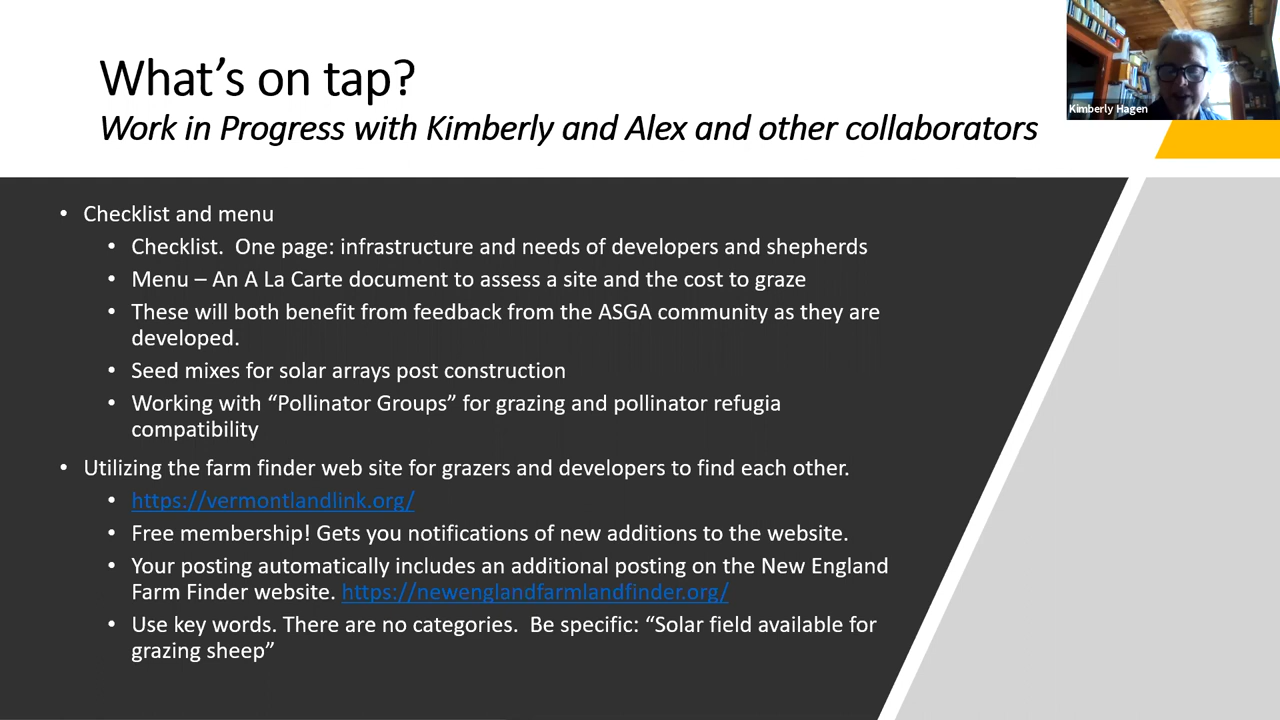 What's on tap?
Work in Progress with Kimberly and Alex and other collaborators
Kimberly Hagen
• Checklist and menu
• Checklist.  One page: infrastructure and needs of developers and shepherds
• Menu – An A La Carte document to assess a site and the cost to graze
• These will both benefit from feedback from the ASGA community as they are
developed.
• Seed mixes for solar arrays post construction
• Working with “Pollinator Groups” for grazing and pollinator refugia
compatibility
• Utilizing the farm finder web site for grazers and developers to find each other.
• https://vermontlandlink.org/
• Free membership! Gets you notifications of new additions to the website.
• Your posting automatically includes an additional posting on the New England
Farm Finder website. https://newenglandfarmlandfinder.org/
• Use key words. There are no categories.  Be specific: “Solar field available for
grazing sheep”